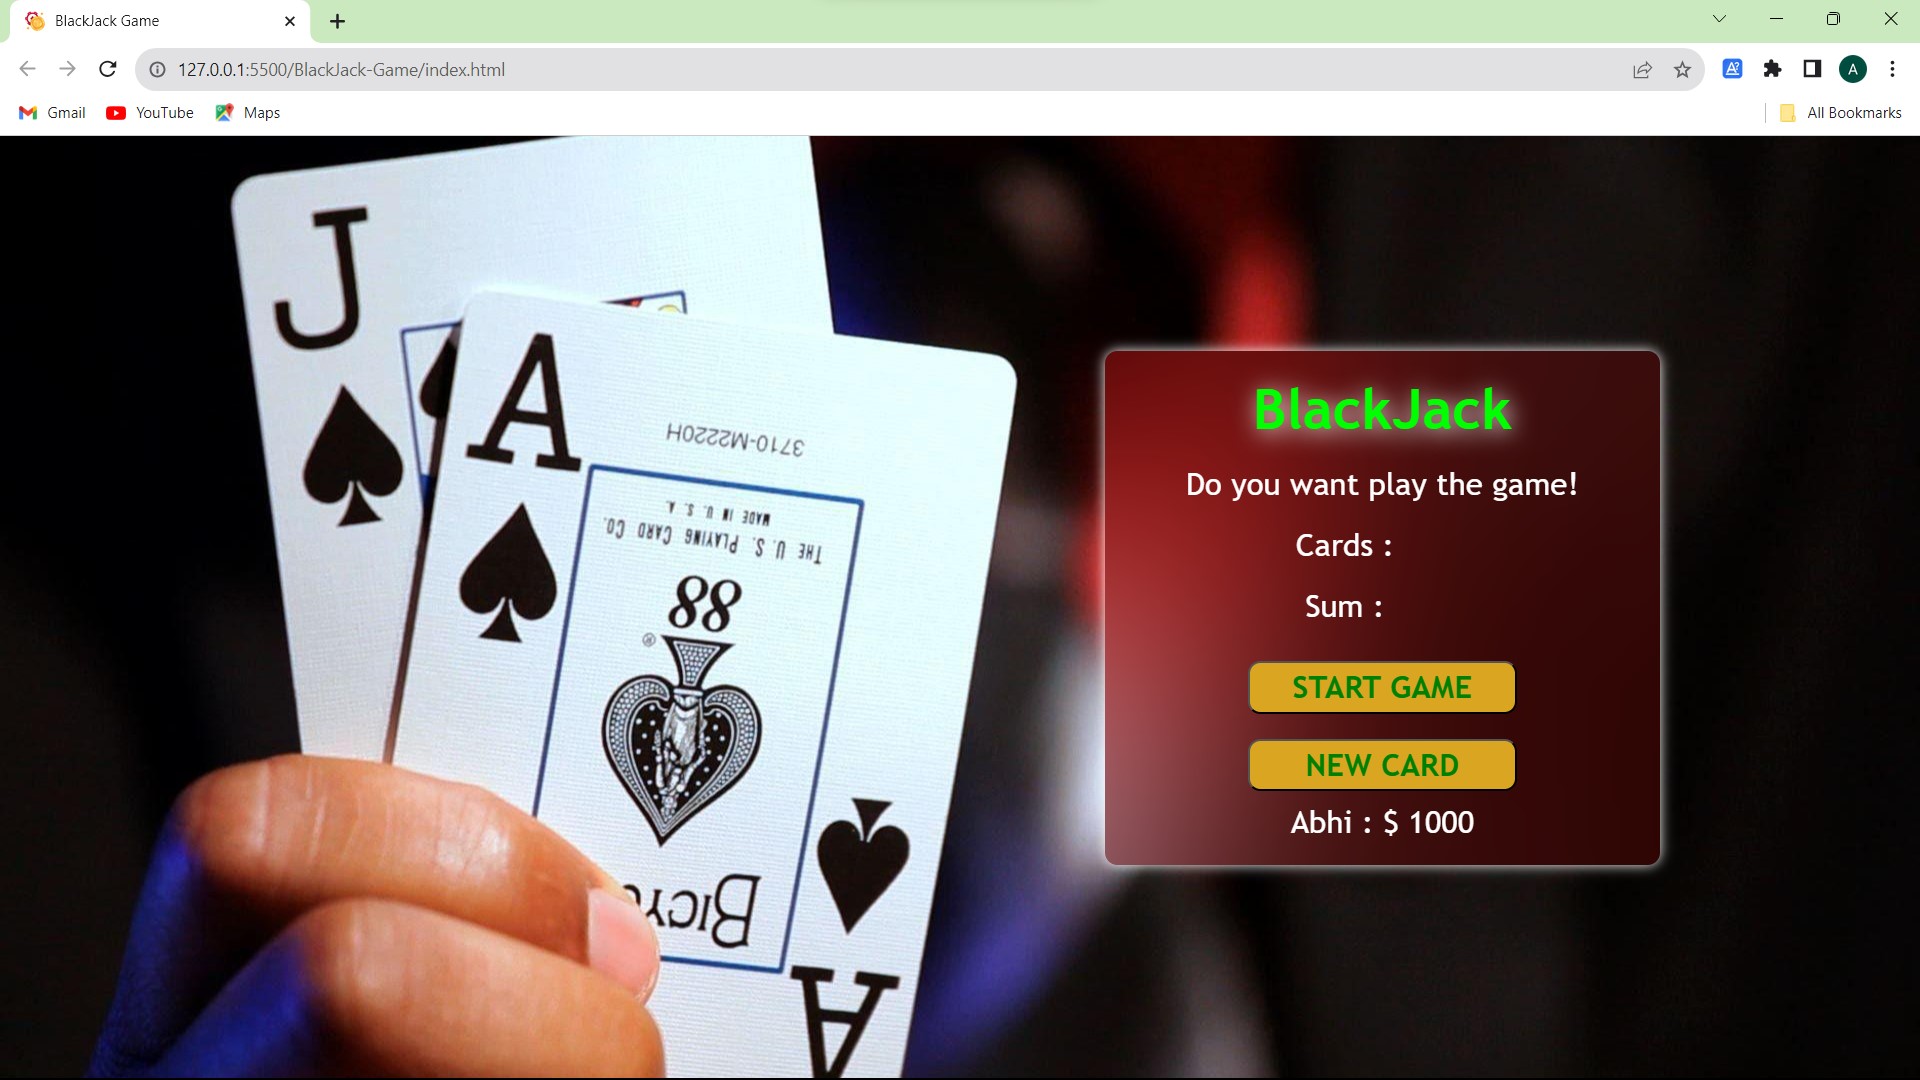 BlackJack Game
127.0.0.1:5500/BlackJack-Game/index.html
A
Gmail
YouTube
Maps
All Bookmarks
J
A
3710-M2220H
MADE IN U. S. A.
THE U. S. PLAYING CARD CO.
88
®
A
BlackJack
Do you want play the game!
Cards :
Sum :
START GAME
NEW CARD
Abhi : $ 1000